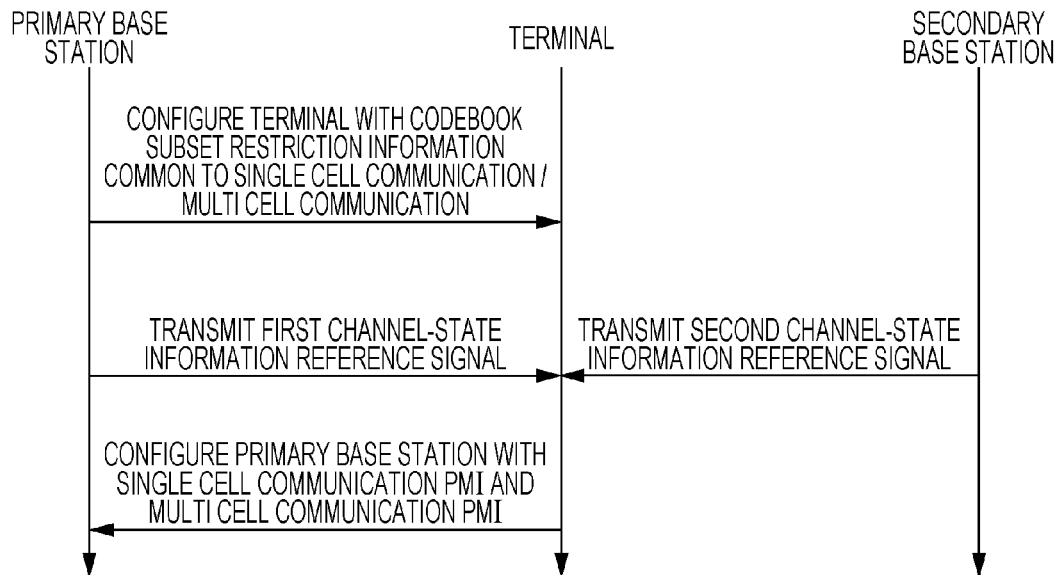 PRIMARY BASE
STATION
TERMINAL
SECONDARY
BASE STATION
CONFIGURE TERMINAL WITH CODEBOOK
SUBSET RESTRICTION INFORMATION
COMMON TO SINGLE CELL COMMUNICATION /
MULTI CELL COMMUNICATION
TRANSMIT FIRST CHANNEL-STATE
INFORMATION REFERENCE SIGNAL
TRANSMIT SECOND CHANNEL-STATE
INFORMATION REFERENCE SIGNAL
CONFIGURE PRIMARY BASE STATION WITH
SINGLE CELL COMMUNICATION PMI AND
MULTI CELL COMMUNICATION PMI